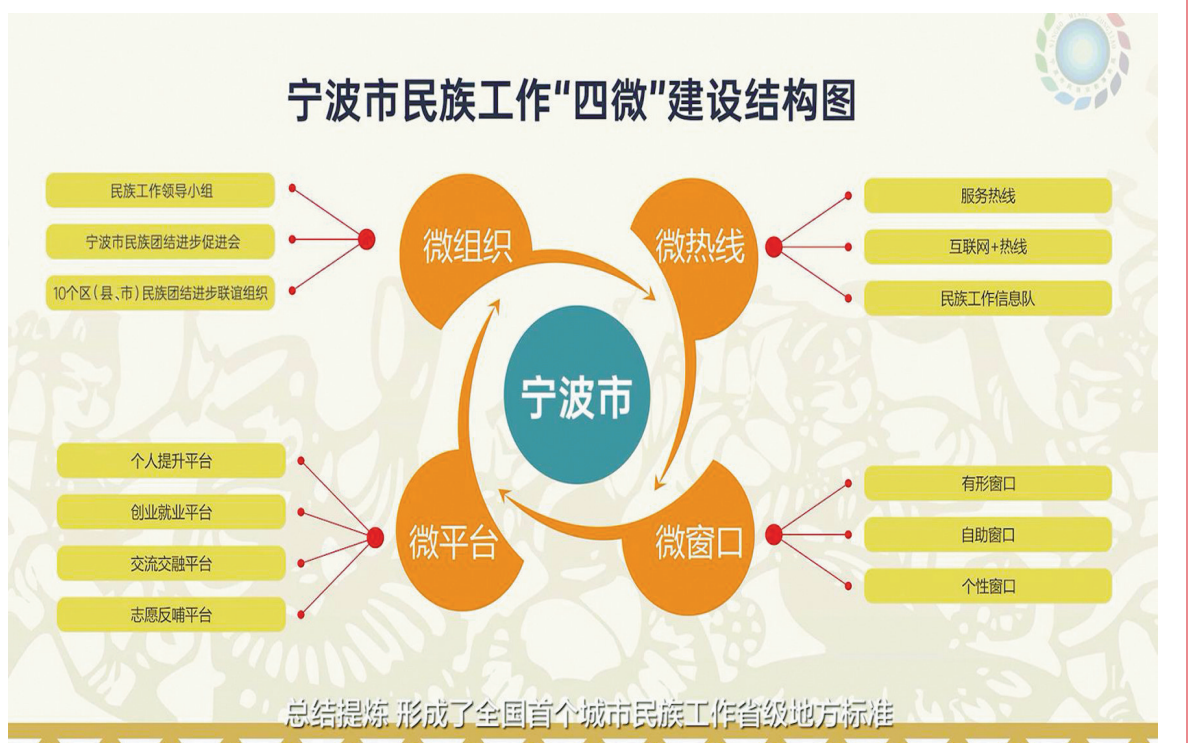 宁波市民族工作“四微”建设结构图
民族工作领导小组
宁波市民族团结进步促进会
10个区(县、市)民族团结进步联谊组织
微组织
微热线
服务热线
互联网+热线
民族工作信息队
宁波市
个人提升平台
创业就业平台
交流交融平台
志愿反哺平台
微平台
微窗口
有形窗口
自助窗口
个性窗口
总结提炼 形成了全国首个城市民族工作省级地方标准